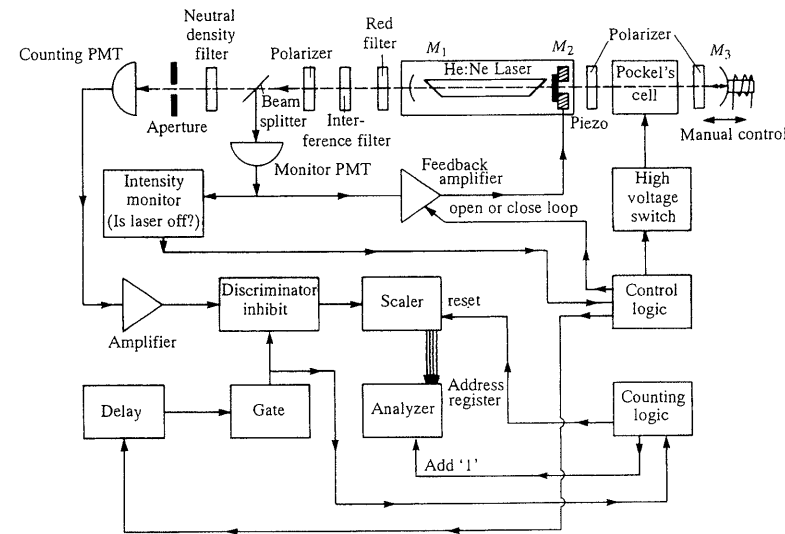 Counting PMT
Neutral
density
filter
Polarizer
Red
filter
M1
He:Ne Laser
M2
Polarizer
M3
Pockel's
cell
Aperture
Beam
splitter
Inter-
ference filter
Piezo
Manual control
Monitor PMT
Intensity
monitor
(Is laser off?)
Feedback
amplifier
open or close loop
High
voltage
switch
Amplifier
Discriminator
inhibit
Scaler
reset
Control
logic
Delay
Gate
Analyzer
Address
register
Counting
logic
Add '1'